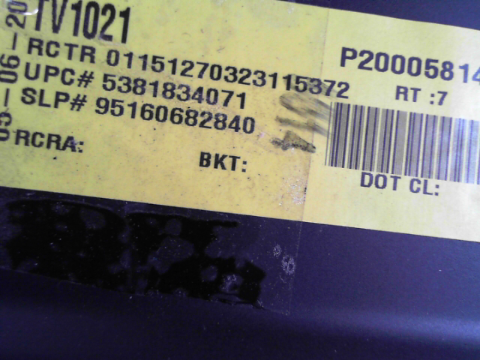 TV1021
RCTR 01151270323115372
UPC# 5381834071
SLP# 95160682840
RCRA:
BKT:
P20005814
RT :7
DOT CL: